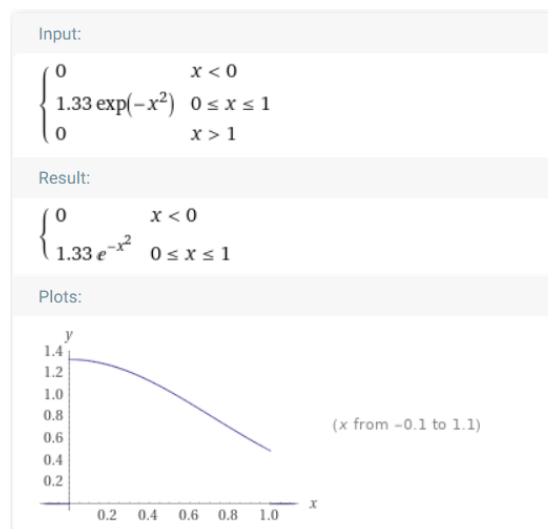 Input:
0 x < 0
1.33 exp(−x²) 0 ≤ x ≤ 1
0 x > 1
Result:
0 x < 0
1.33 e^−x² 0 ≤ x ≤ 1
Plots:
y
1.4
1.2
1.0
0.8
0.6
0.4
0.2
(x from −0.1 to 1.1)
0.2 0.4 0.6 0.8 1.0 x